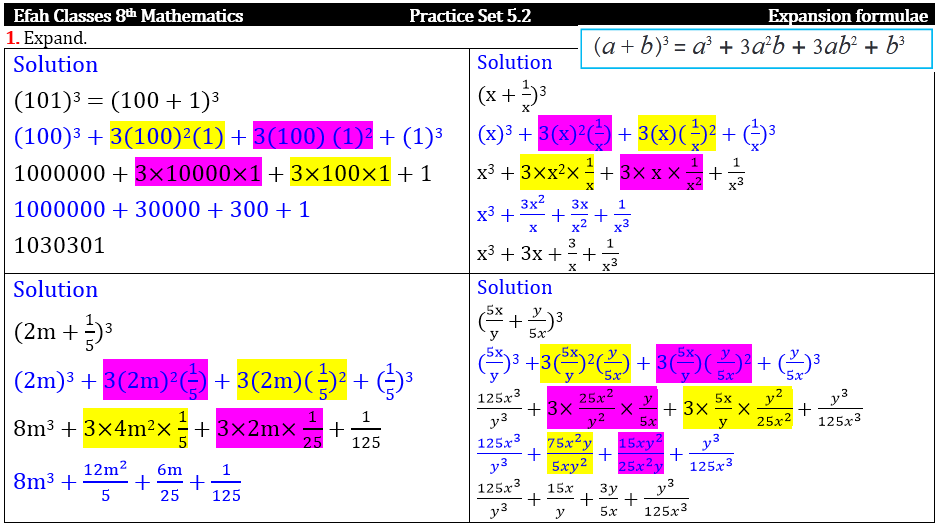 Efah Classes 8th Mathematics Practice Set 5.2 Expansion formulae
1. Expand.
(a + b)³ = a³ + 3a²b + 3ab² + b³
Solution
(101)³ = (100 + 1)³
(100)³ + 3(100)²(1) + 3(100) (1)² + (1)³
1000000 + 3×10000×1 + 3×100×1 + 1
1000000 + 30000 + 300 + 1
1030301
Solution
(x + 1/x)³
(x)³ + 3(x)²(1/x) + 3(x)(1/x)² + (1/x)³
x³ + 3×x²×1/x + 3× x ×1/x² + 1/x³
x³ + 3x²/x + 3x/x² + 1/x³
x³ + 3x + 3/x + 1/x³
Solution
(2m + 1/5)³
(2m)³ + 3(2m)²(1/5) + 3(2m)(1/5)² + (1/5)³
8m³ + 3×4m²×1/5 + 3×2m×1/25 + 1/125
8m³ + 12m²/5 + 6m/25 + 1/125
Solution
(5x/y + y/5x)³
(5x/y)³ +3(5x/y)²(y/5x) + 3(5x/y)(y/5x)² + (y/5x)³
125x³/y³ + 3× 25x²/y² × y/5x + 3× 5x/y × y²/25x² + y³/125x³
125x³/y³ + 75x²y/5xy² + 15xy²/25x²y + y³/125x³
125x³/y³ + 15x/y + 3y/5x + y³/125x³